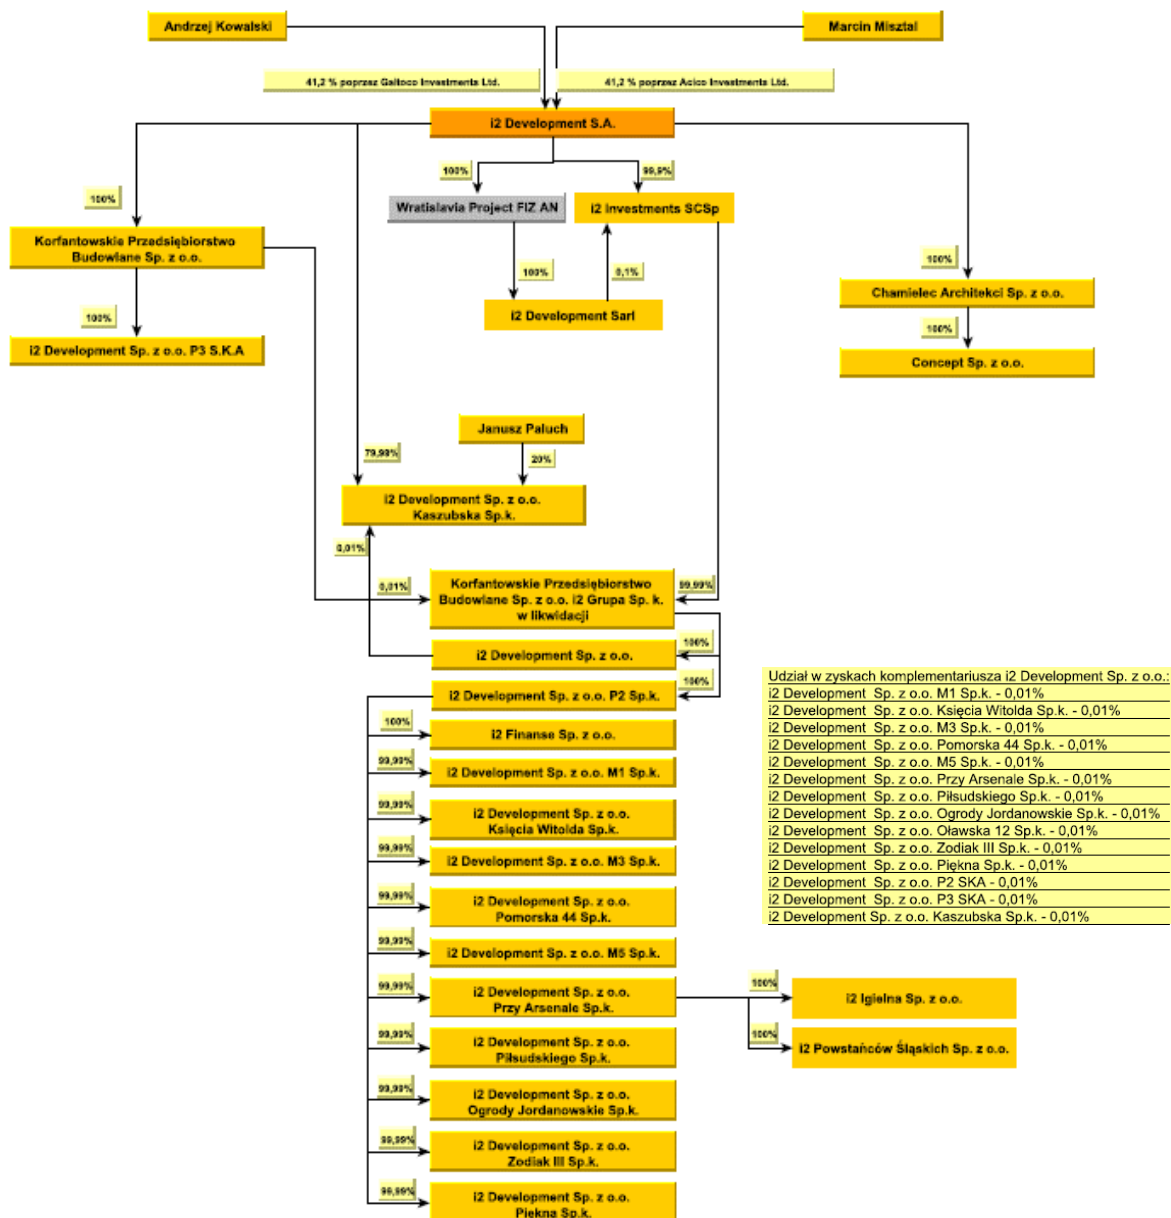 Andrzej Kowalski
Marcin Misztal
41,2 % poprzez Galtoco Investments Ltd.
41,2 % poprzez Acico Investments Ltd.
i2 Development S.A.
100%
99,9%
100%
Wratislavia Project FIZ AN
i2 Investments SCSp
Korfantowskie Przedsiębiorstwo
Budowlane Sp. z o.o.
100%
0,1%
100%
Chamielec Architekci Sp. z o.o.
100%
i2 Development Sarl
100%
i2 Development Sp. z o.o. P3 S.K.A
Concept Sp. z o.o.
Janusz Paluch
79,99%
20%
i2 Development Sp. z o.o.
Kaszubska Sp.k.
0,01%
0,01%
Korfantowskie Przedsiębiorstwo
Budowlane Sp. z o.o. i2 Grupa Sp. k.
w likwidacji
99,99%
100%
i2 Development Sp. z o.o.
100%
i2 Development Sp. z o.o. P2 Sp.k.
100%
i2 Finanse Sp. z o.o.
99,99%
i2 Development Sp. z o.o. M1 Sp.k.
99,99%
i2 Development Sp. z o.o.
Księcia Witolda Sp.k.
99,99%
i2 Development Sp. z o.o. M3 Sp.k.
99,99%
i2 Development Sp. z o.o.
Pomorska 44 Sp.k.
99,99%
i2 Development Sp. z o.o. M5 Sp.k.
99,99%
i2 Development Sp. z o.o.
Przy Arsenale Sp.k.
100%
i2 Igielna Sp. z o.o.
100%
i2 Powstańców Śląskich Sp. z o.o.
99,99%
i2 Development Sp. z o.o.
Piłsudskiego Sp.k.
99,99%
i2 Development Sp. z o.o.
Ogrody Jordanowskie Sp.k.
99,99%
i2 Development Sp. z o.o.
Zodiak III Sp.k.
99,99%
i2 Development Sp. z o.o.
Piękna Sp.k.
Udział w zyskach komplementariusza i2 Development Sp. z o.o.:
i2 Development Sp. z o.o. M1 Sp.k. - 0,01%
i2 Development Sp. z o.o. Księcia Witolda Sp.k. - 0,01%
i2 Development Sp. z o.o. M3 Sp.k. - 0,01%
i2 Development Sp. z o.o. Pomorska 44 Sp.k. - 0,01%
i2 Development Sp. z o.o. M5 Sp.k. - 0,01%
i2 Development Sp. z o.o. Przy Arsenale Sp.k. - 0,01%
i2 Development Sp. z o.o. Piłsudskiego Sp.k. - 0,01%
i2 Development Sp. z o.o. Ogrody Jordanowskie Sp.k. - 0,01%
i2 Development Sp. z o.o. Oławska 12 Sp.k. - 0,01%
i2 Development Sp. z o.o. Zodiak III Sp.k. - 0,01%
i2 Development Sp. z o.o. Piękna Sp.k. - 0,01%
i2 Development Sp. z o.o. P2 SKA - 0,01%
i2 Development Sp. z o.o. P3 SKA - 0,01%
i2 Development Sp. z o.o. Kaszubska Sp.k. - 0,01%